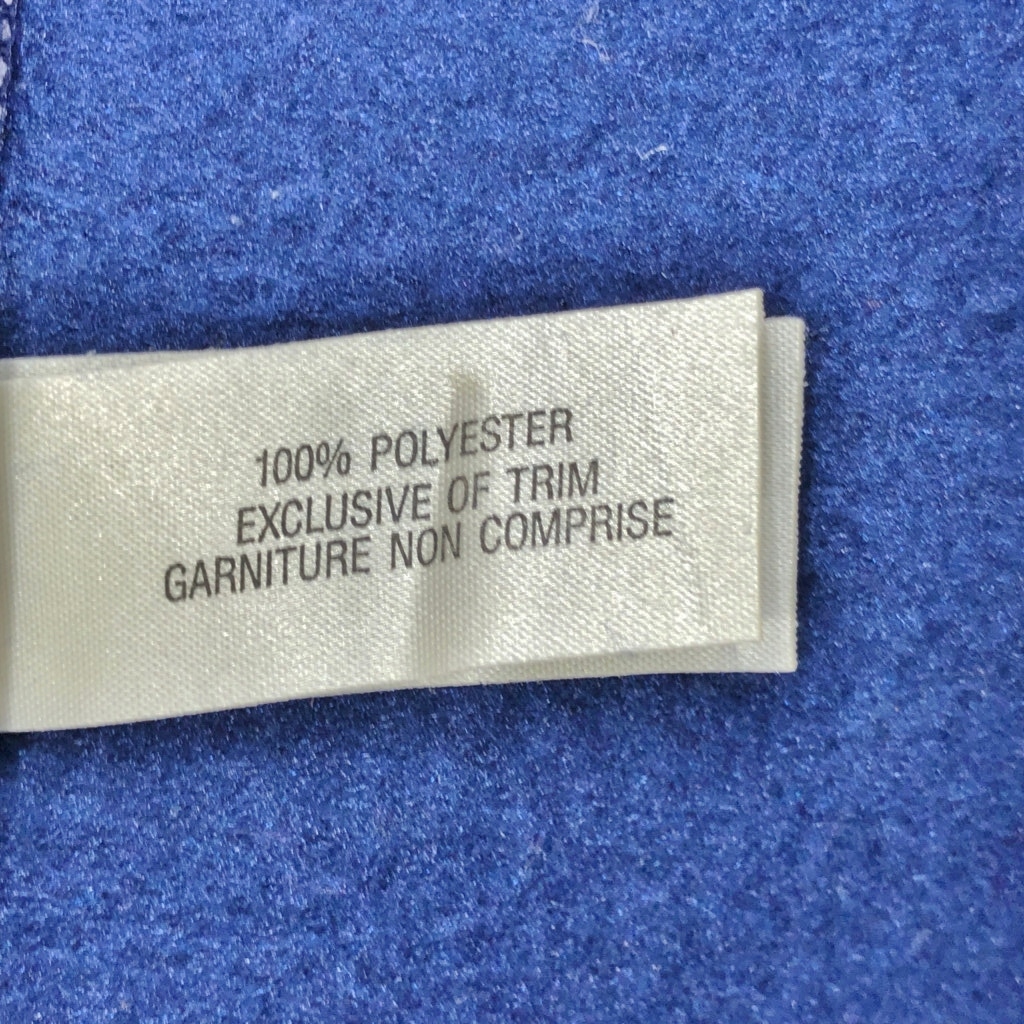 100% POLYESTER
EXCLUSIVE OF TRIM
GARNITURE NON COMPRISE